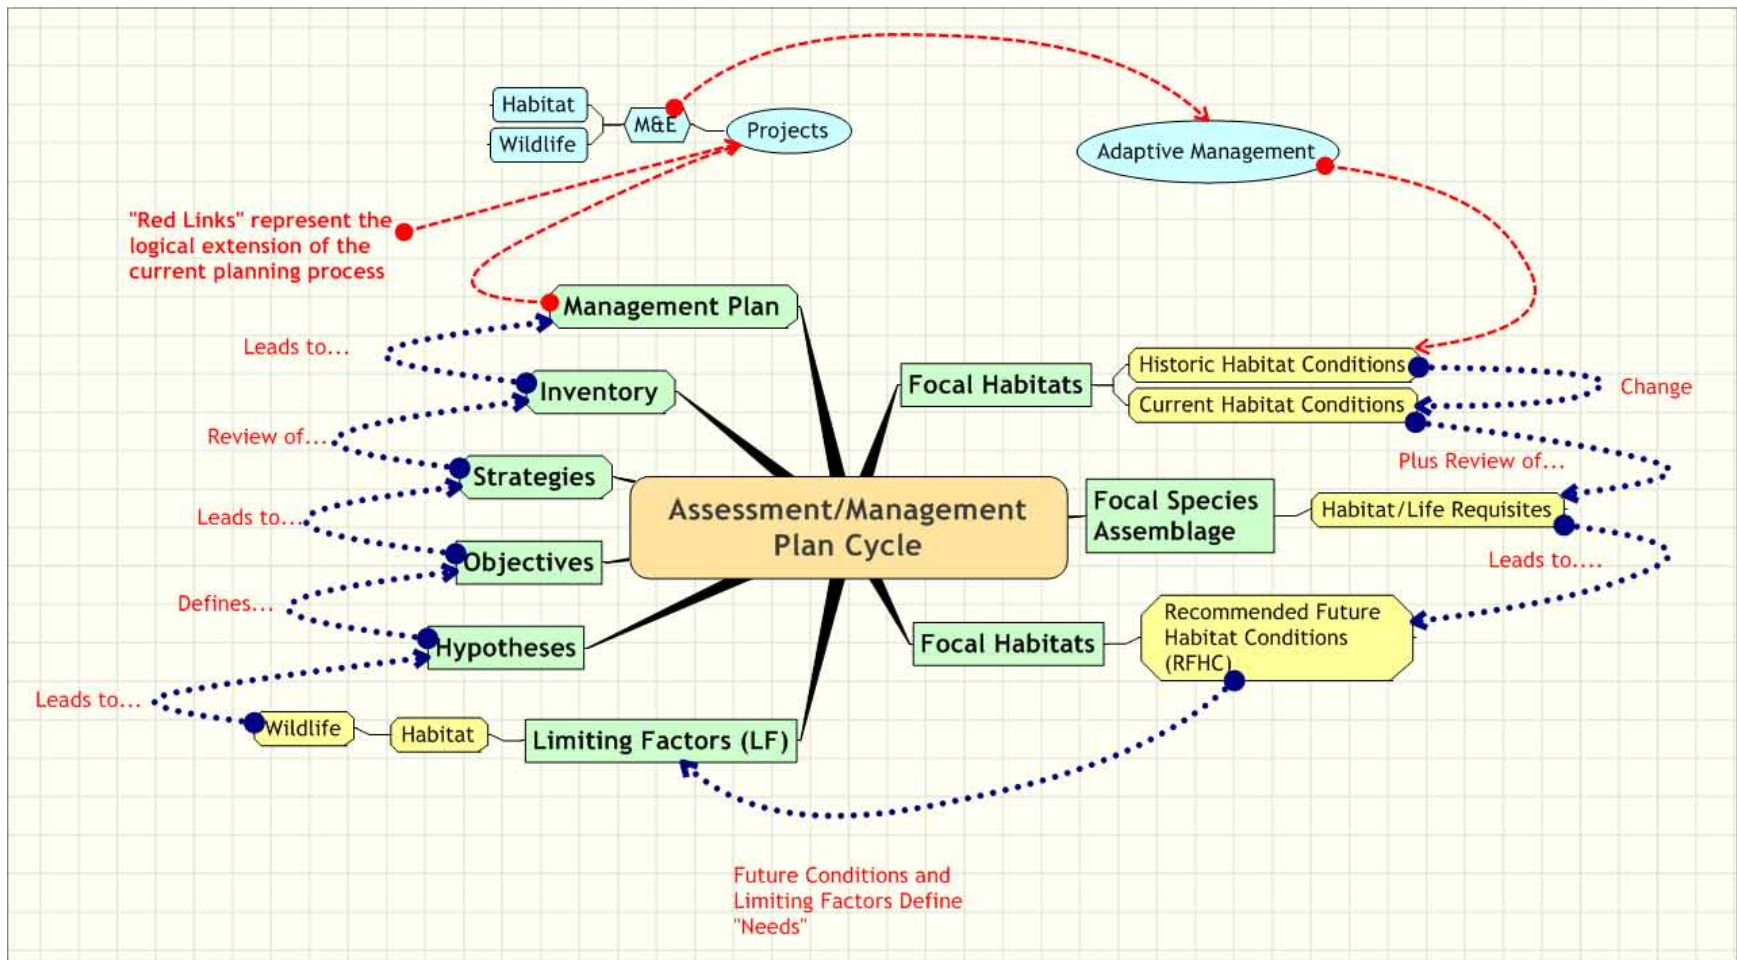 Habitat
Wildlife
M&E
Projects
Adaptive Management
"Red Links" represent the
logical extension of the
current planning process
Management Plan
Leads to...
Inventory
Review of...
Strategies
Leads to...
Objectives
Defines...
Hypotheses
Leads to...
Wildlife
Habitat
Limiting Factors (LF)
Assessment/Management
Plan Cycle
Focal Habitats
Historic Habitat Conditions
Current Habitat Conditions
Change
Plus Review of...
Focal Species
Assemblage
Habitat/Life Requisites
Leads to....
Focal Habitats
Recommended Future
Habitat Conditions
(RFHC)
Future Conditions and
Limiting Factors Define
"Needs"